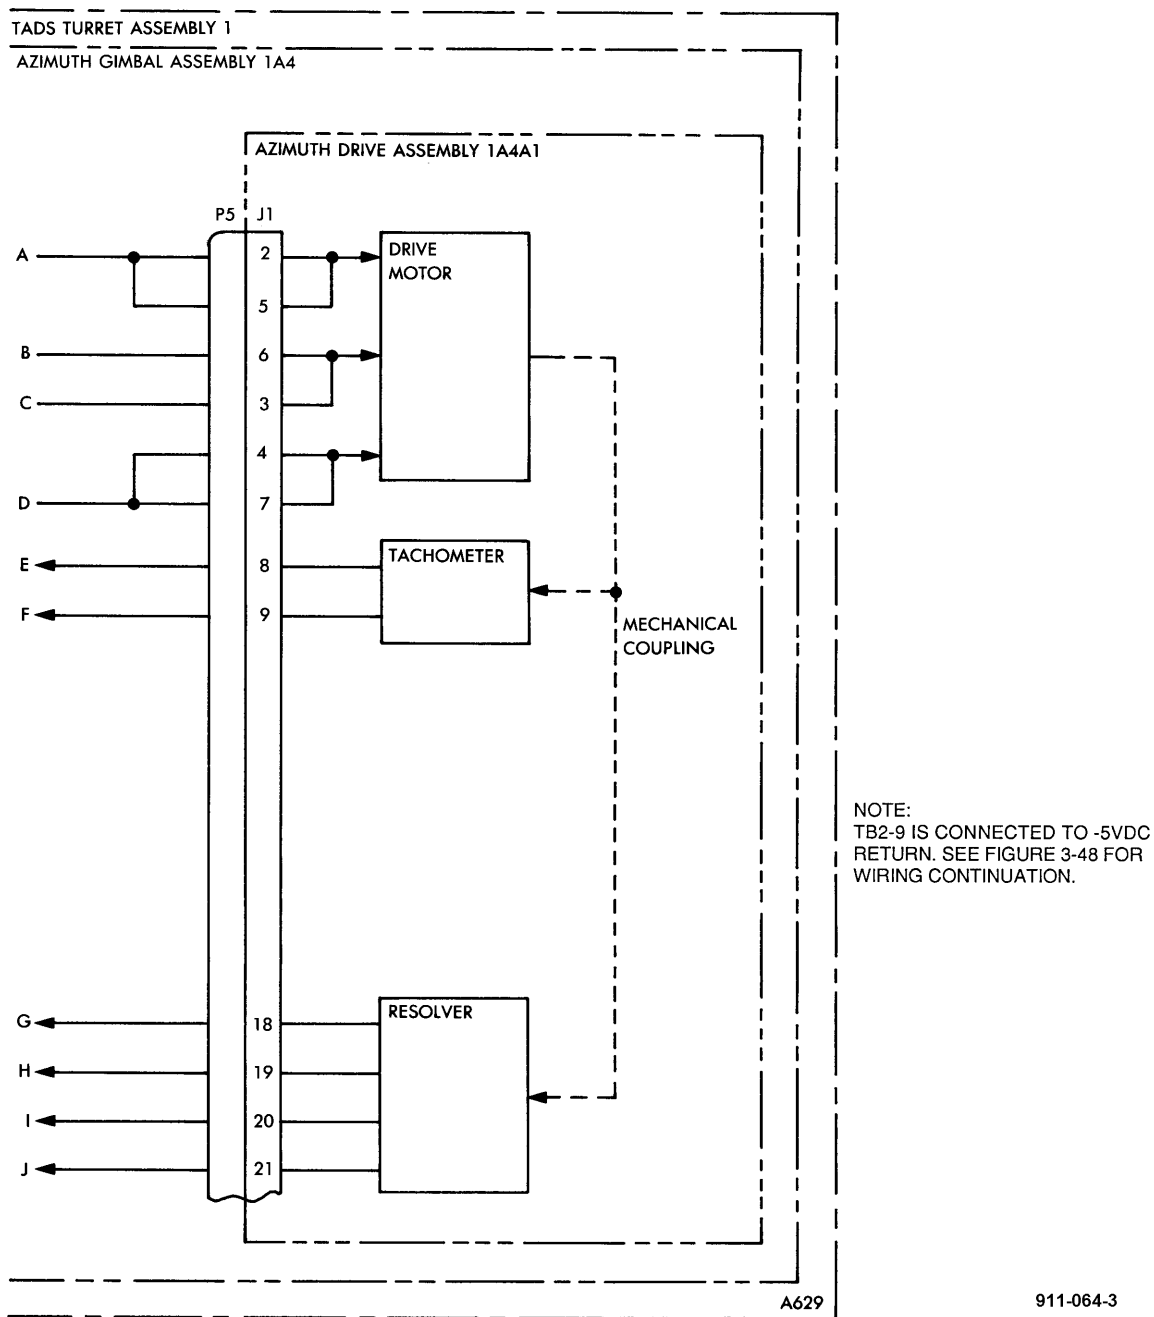 TADS TURRET ASSEMBLY 1
AZIMUTH GIMBAL ASSEMBLY 1A4
AZIMUTH DRIVE ASSEMBLY 1A4A1
P5 J1
A 2 DRIVE
MOTOR
5
B 6
C 3
4
D 7
E 8 TACHOMETER
F 9
MECHANICAL
COUPLING
NOTE:
TB2-9 IS CONNECTED TO -5VDC
RETURN. SEE FIGURE 3-48 FOR
WIRING CONTINUATION.
G 18 RESOLVER
H 19
I 20
J 21
A629
911-064-3